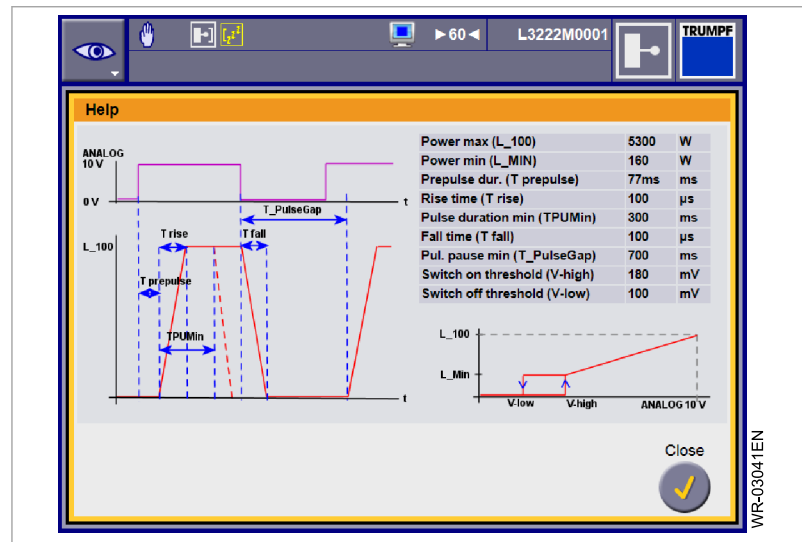 ►60◄ L3222M0001 TRUMPF
Help
ANALOG
10 V
0 V
t
T_PulseGap
L_100
T rise
T fall
T prepulse
TPUMin
t
Power max (L_100) 5300 W
Power min (L_MIN) 160 W
Prepulse dur. (T prepulse) 77ms ms
Rise time (T rise) 100 µs
Pulse duration min (TPUMin) 300 ms
Fall time (T fall) 100 µs
Pul. pause min (T_PulseGap) 700 ms
Switch on threshold (V-high) 180 mV
Switch off threshold (V-low) 100 mV
L_100
L_Min
V-low V-high ANALOG 10 V
Close
WR-03041EN